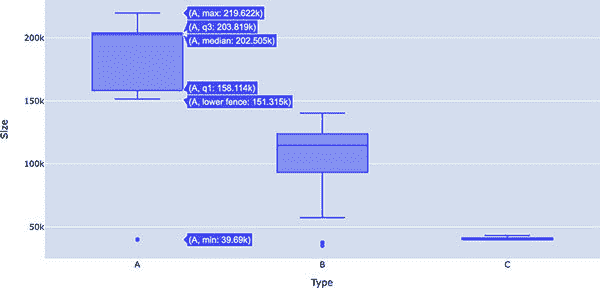 (A, max: 219.622k)
(A, q3: 203.819k)
200k
(A, median: 202.505k)
(A, q1: 158.114k)
150k
(A, lower fence: 151.315k)
Size
100k
50k
(A, min: 39.69k)
A
B
C
Type